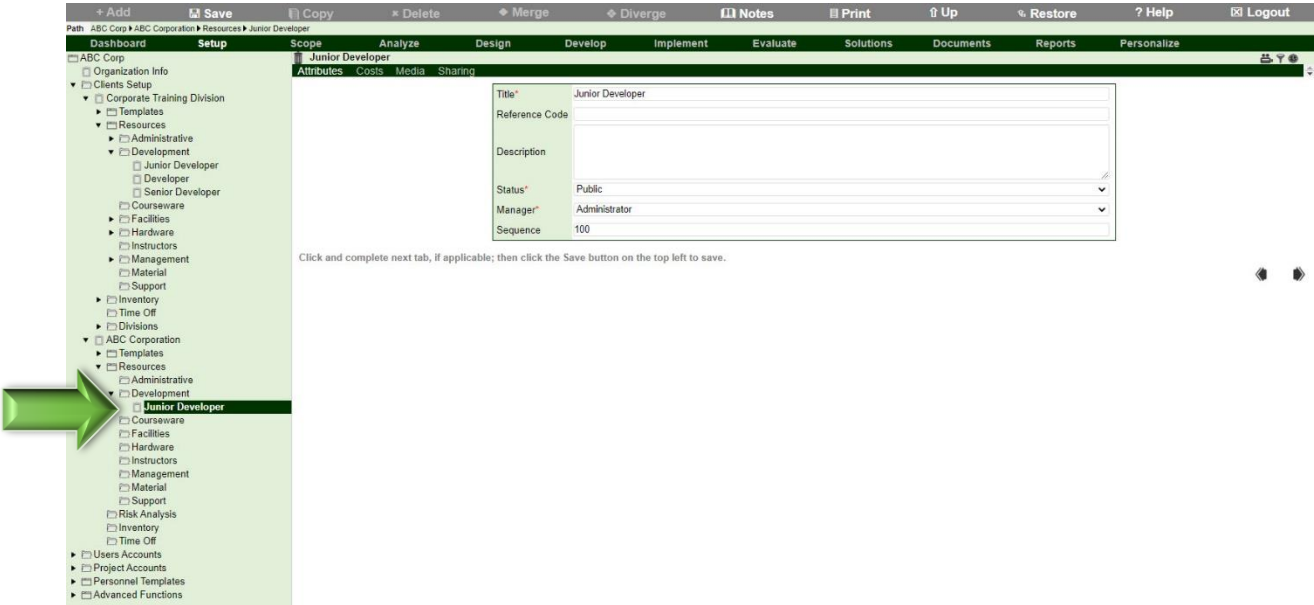 + Add Save Copy × Delete Merge Diverge Notes Print Up Restore ? Help Logout
Path ABC Corp ABC Corporation Resources Junior Developer
Dashboard Setup Scope Analyze Design Develop Implement Evaluate Solutions Documents Reports Personalize
ABC Corp
Organization Info
Clients Setup
Corporate Training Division
Templates
Resources
Administrative
Development
Junior Developer
Developer
Senior Developer
Courseware
Facilities
Hardware
Instructors
Management
Material
Support
Inventory
Time Off
Divisions
ABC Corporation
Templates
Resources
Administrative
Development
Junior Developer
Courseware
Facilities
Hardware
Instructors
Management
Material
Support
Risk Analysis
Inventory
Time Off
Users Accounts
Project Accounts
Personnel Templates
Advanced Functions
Junior Developer
Attributes Costs Media Sharing
Title* Junior Developer
Reference Code
Description
Status* Public
Manager* Administrator
Sequence 100
Click and complete next tab, if applicable; then click the Save button on the top left to save.